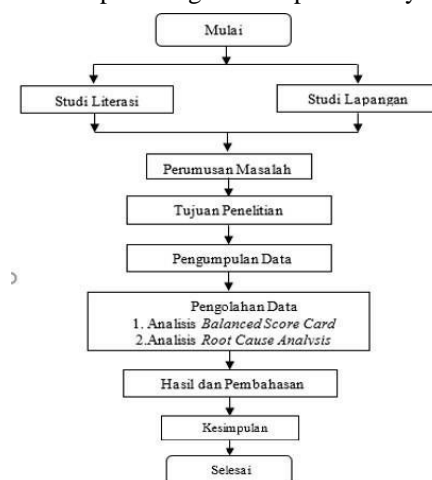 Mulai
Studi Literasi
Studi Lapangan
Perumusan Masalah
Tujuan Penelitian
Pengumpulan Data
Pengolahan Data
1. Analisis Balanced Score Card
2.Analisis Root Cause Analysis
Hasil dan Pembahasan
Kesimpulan
Selesai